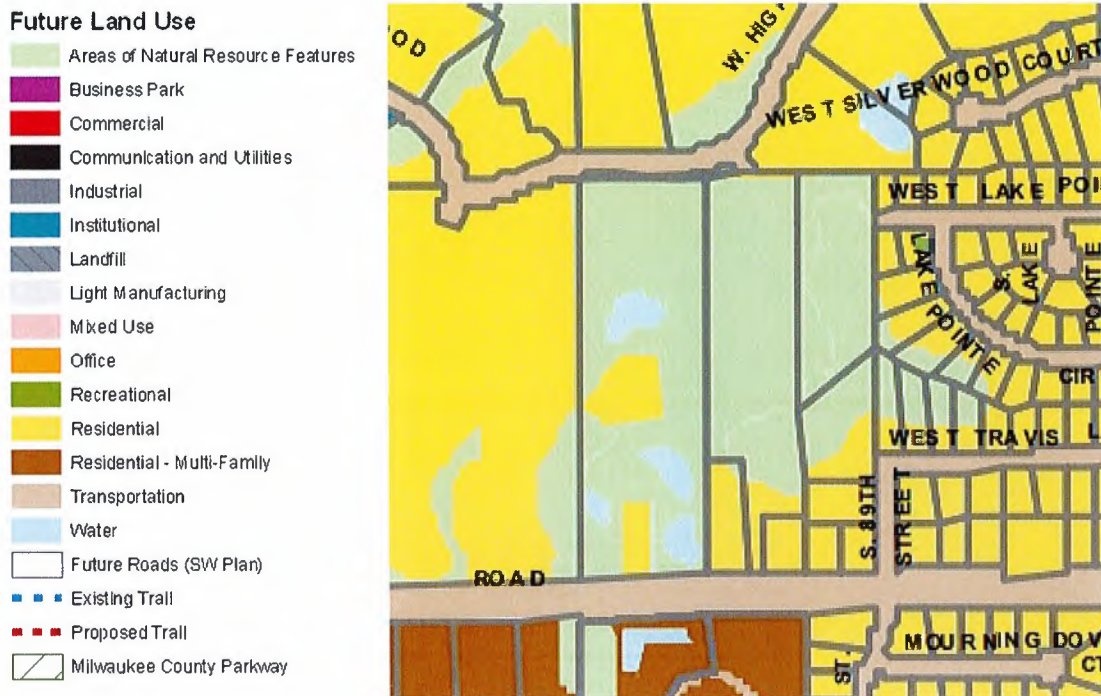 Future Land Use
Areas of Natural Resource Features
Business Park
Commercial
Communication and Utilities
Industrial
Institutional
Landfill
Light Manufacturing
Mixed Use
Office
Recreational
Residential
Residential - Multi-Family
Transportation
Water
Future Roads (SW Plan)
Existing Trail
Proposed Trail
Milwaukee County Parkway
OOD
W. HIGH
WEST SILVERWOOD COURT
WEST LAKE POI
LAKE POINTE
S. LAKE
POINTE
CIR
WEST TRAVIS L
S. 89TH
STREET
ROAD
ST.
MOURNING DOV
CT